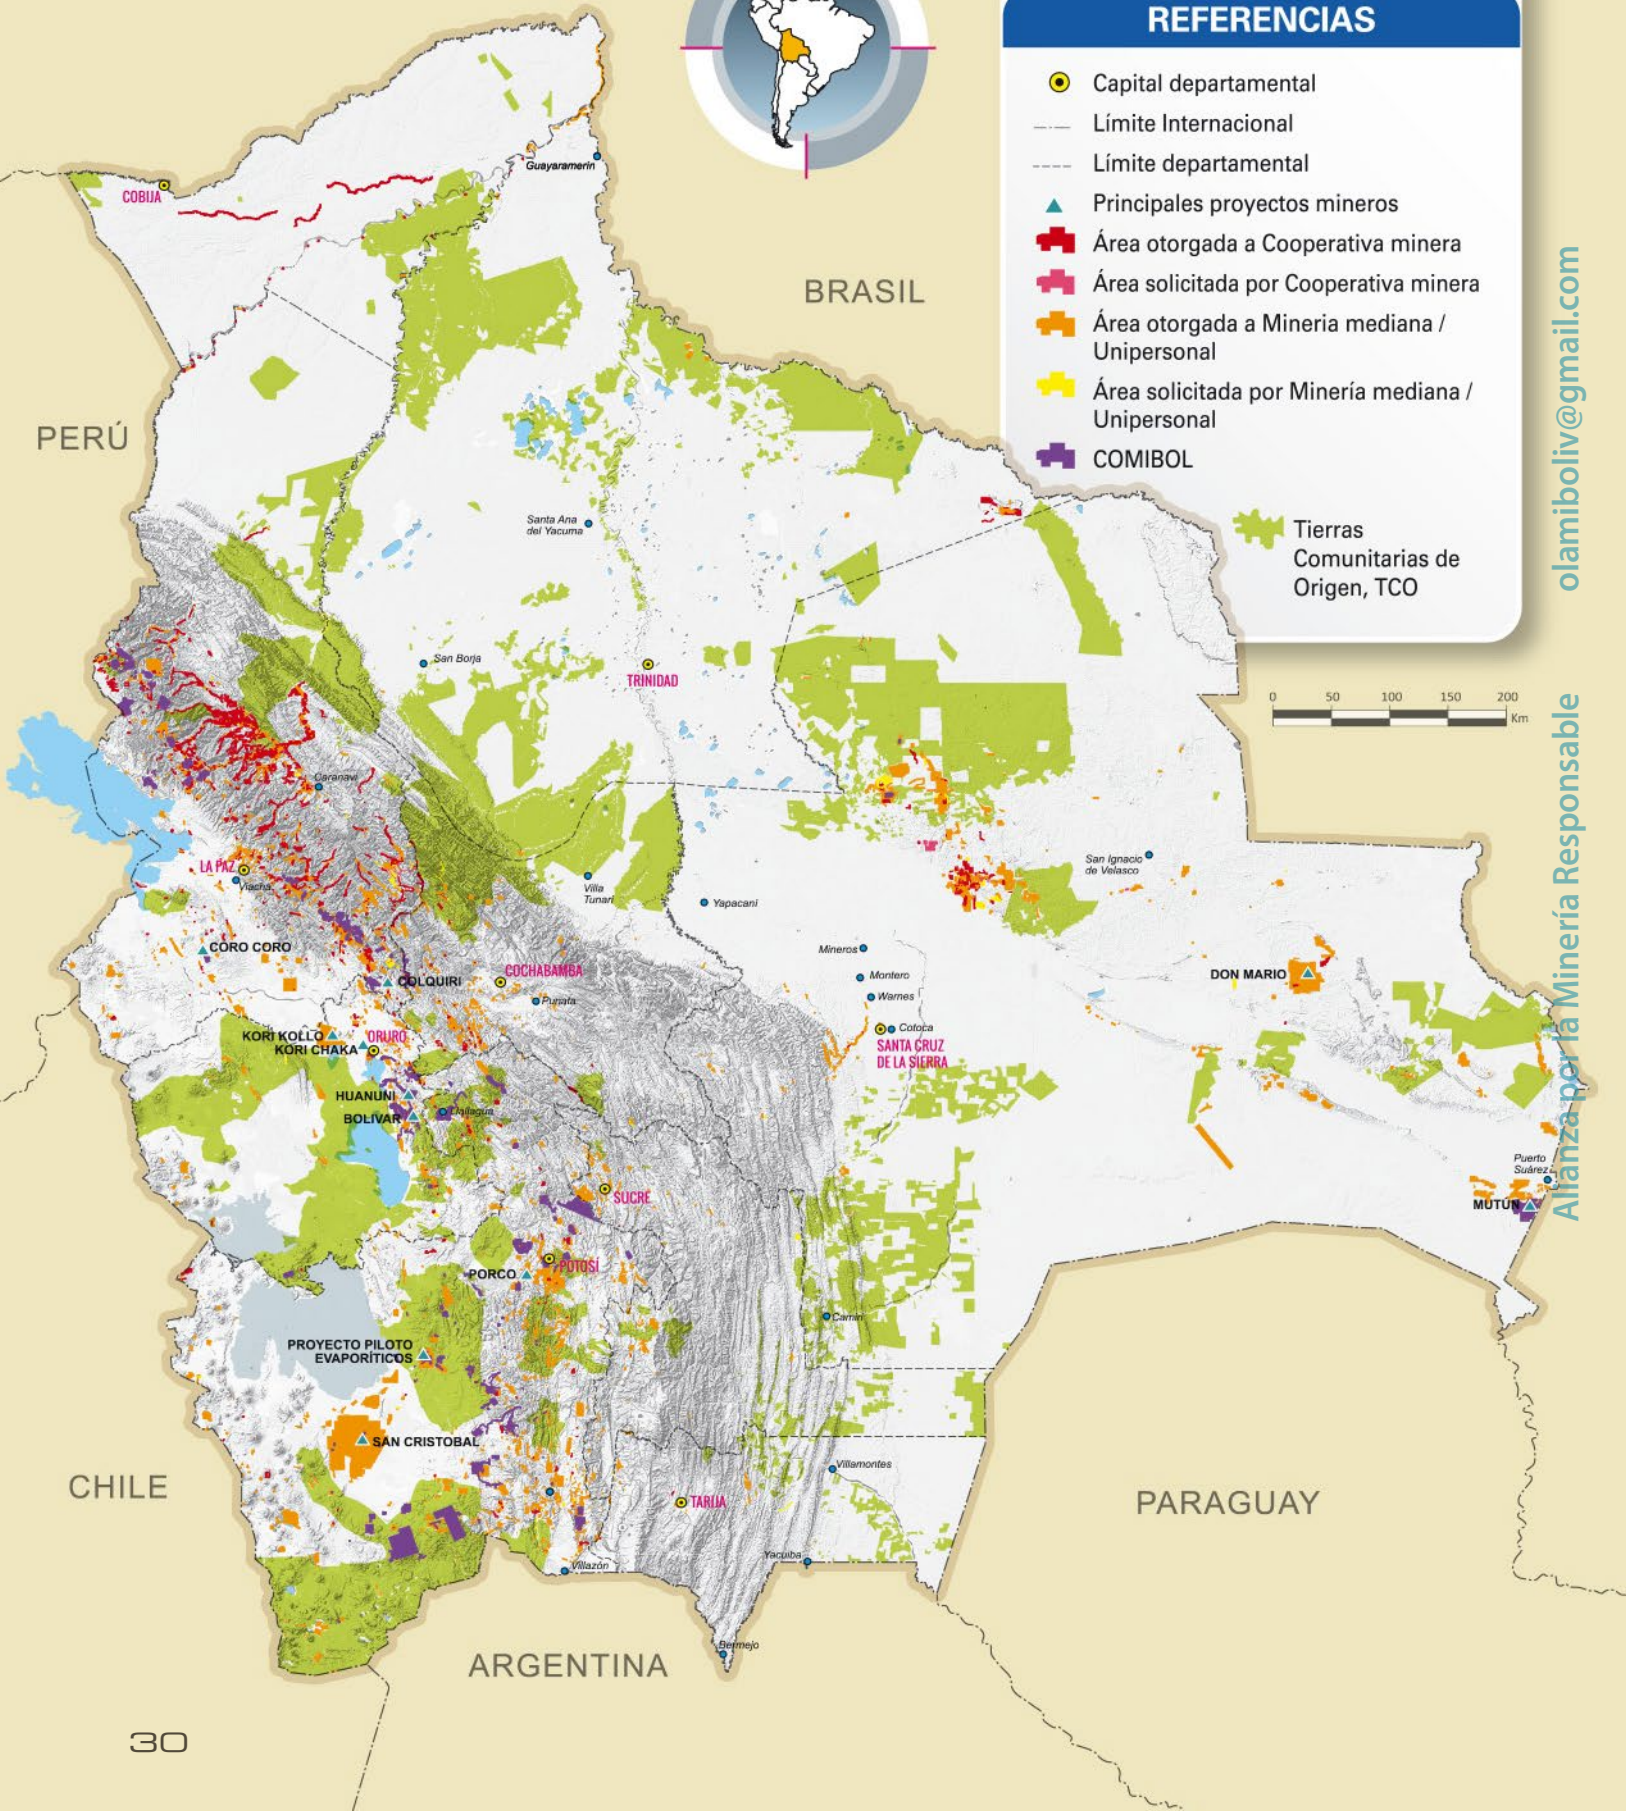 REFERENCIAS
Capital departamental
Límite Internacional
Límite departamental
Principales proyectos mineros
Área otorgada a Cooperativa minera
Área solicitada por Cooperativa minera
Área otorgada a Mineria mediana /
Unipersonal
Área solicitada por Minería mediana /
Unipersonal
COMIBOL
Tierras
Comunitarias de
Origen, TCO
0 50 100 150 200
Km
Alianza por la Minería Responsable olamiboliv@gmail.com
Guayaramerín
COBIJA
BRASIL
PERÚ
Santa Ana
del Yacuma
San Borja
TRINIDAD
Caranavi
LA PAZ
Viacha
Villa
Tunari
Yapacaní
San Ignacio
de Velasco
CORO CORO
COLQUIRI
COCHABAMBA
Punata
Mineros
Montero
Warnes
DON MARIO
Cotoca
SANTA CRUZ
DE LA SIERRA
KORI KOLLO
KORI CHAKA
ORURO
HUANUNI
BOLIVAR
Llallagua
SUCRE
Puerto
Suárez
MUTÚN
POTOSÍ
PORCO
Camiri
PROYECTO PILOTO
EVAPORÍTICOS
SAN CRISTOBAL
Villamontes
CHILE
TARIJA
PARAGUAY
Yacuiba
Villazón
Bermejo
ARGENTINA
30